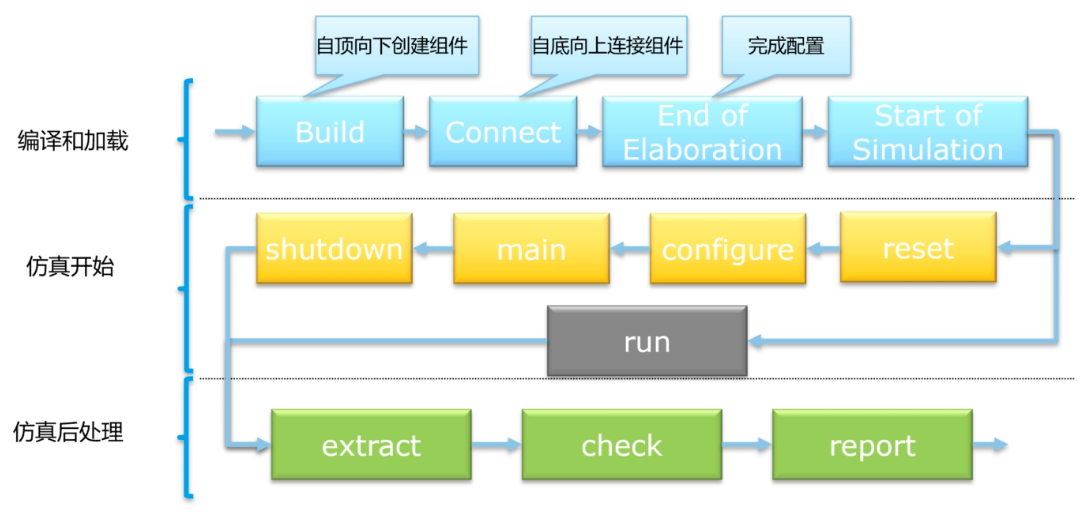 自顶向下创建组件
自底向上连接组件
完成配置
编译和加载
Build
Connect
End of
Elaboration
Start of
Simulation
仿真开始
shutdown
main
configure
reset
run
仿真后处理
extract
check
report